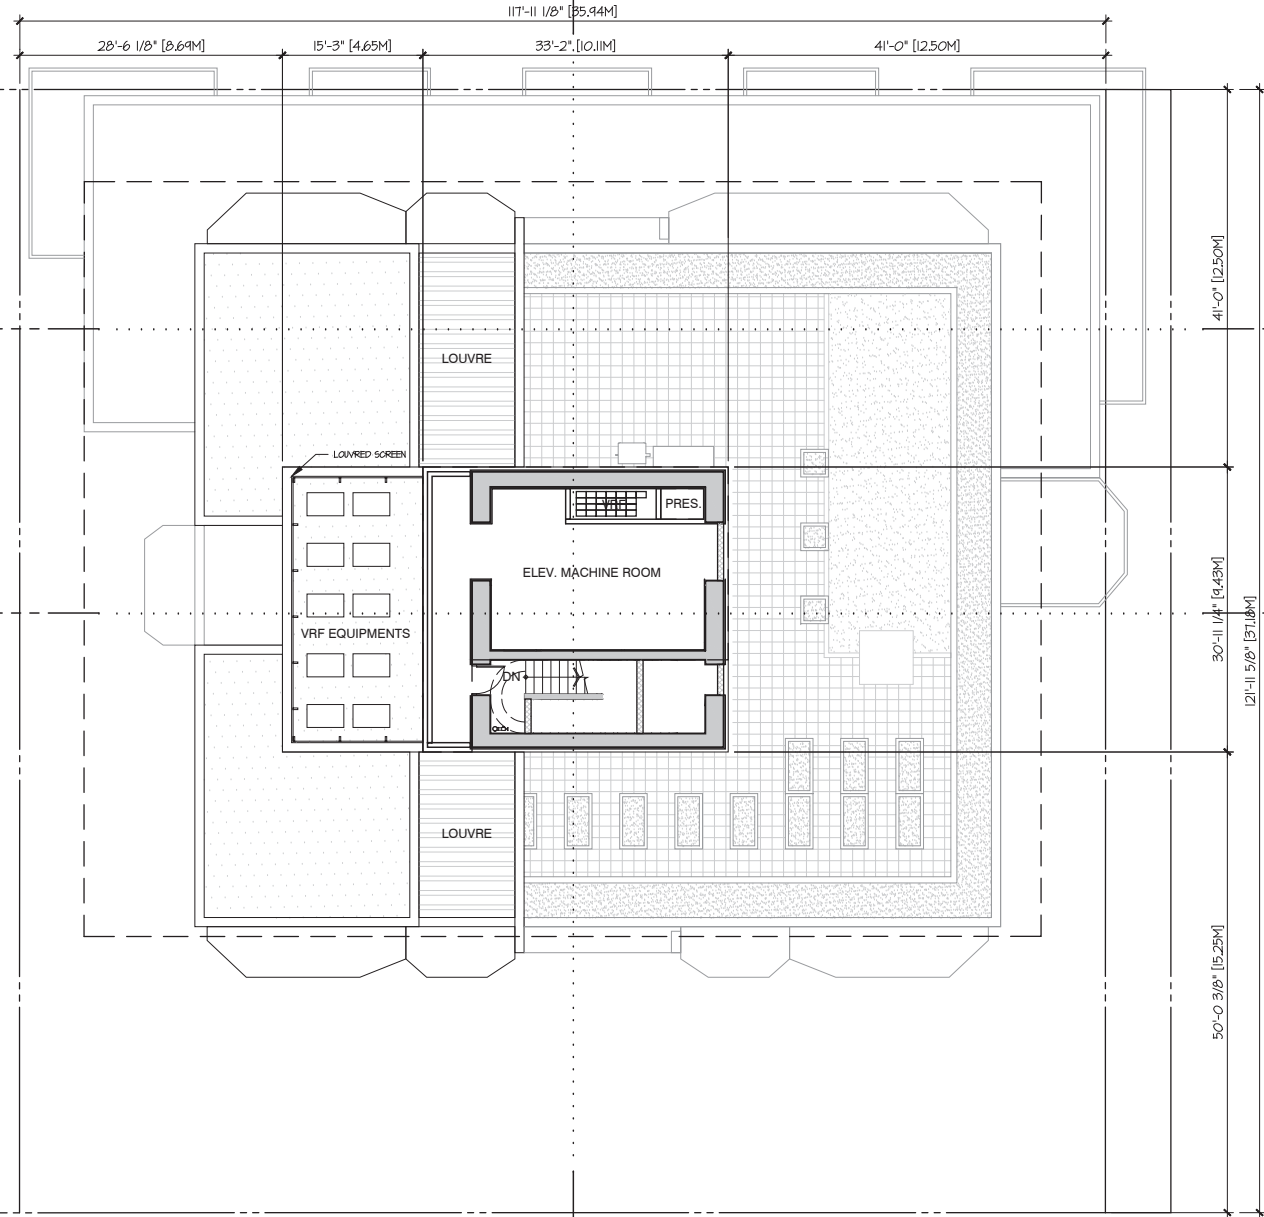 117'-11 1/8" [35.94M]
28'-6 1/8" [8.69M]
15'-3" [4.65M]
33'-2" [10.11M]
41'-0" [12.50M]
41'-0" [12.50M]
LOUVRE
LOUVRED SCREEN
VRF
PRES.
ELEV. MACHINE ROOM
30'-11 1/4" [9.43M]
121'-11 5/8" [37.18M]
VRF EQUIPMENTS
DN
LOUVRE
50'-0 3/8" [15.25M]